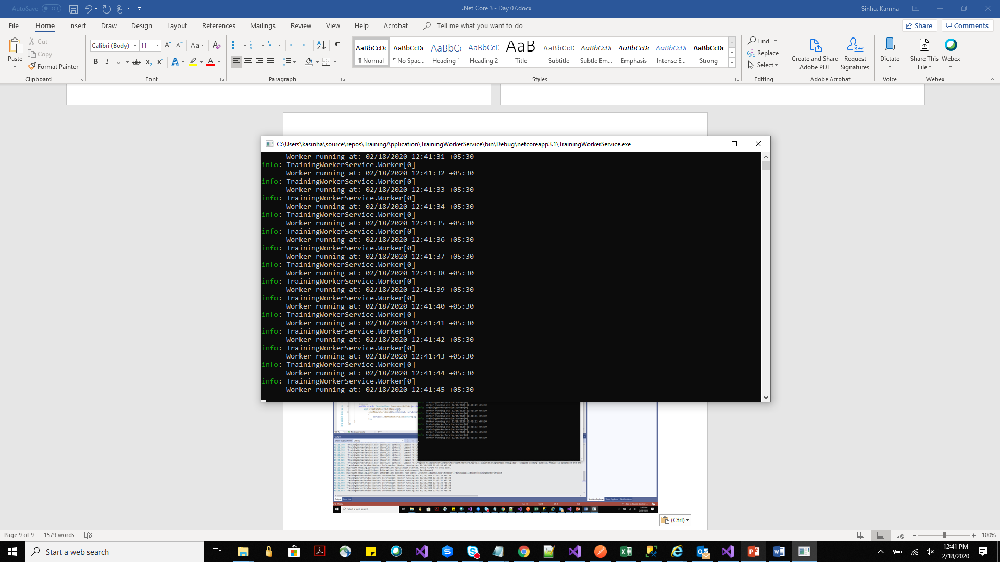 AutoSave Off
.Net Core 3 - Day 07.docx
Sinha, Kamna
File Home Insert Draw Design Layout References Mailings Review View Help Acrobat Tell me what you want to do
Share Comments
Paste
Cut
Copy
Format Painter
Clipboard
Calibri (Body) 11
Font
Paragraph
AaBbCcDc AaBbCcDc AaBbCc AaBbCcD AaB AaBbCcD AaBbCcDc AaBbCcDc AaBbCcDc AaBbCcDc
¶ Normal ¶ No Spac... Heading 1 Heading 2 Title Subtitle Subtle Em... Emphasis Intense E... Strong
Styles
Find
Replace
Select
Editing
Create and Share Adobe PDF
Request Signatures
Adobe Acrobat
Dictate
Voice
Share This File
Webex
Webex
C:\Users\kasinha\source\repos\TrainingApplication\TrainingWorkerService\bin\Debug\netcoreapp3.1\TrainingWorkerService.exe
Worker running at: 02/18/2020 12:41:31 +05:30
info: TrainingWorkerService.Worker[0]
Worker running at: 02/18/2020 12:41:32 +05:30
info: TrainingWorkerService.Worker[0]
Worker running at: 02/18/2020 12:41:33 +05:30
info: TrainingWorkerService.Worker[0]
Worker running at: 02/18/2020 12:41:34 +05:30
info: TrainingWorkerService.Worker[0]
Worker running at: 02/18/2020 12:41:35 +05:30
info: TrainingWorkerService.Worker[0]
Worker running at: 02/18/2020 12:41:36 +05:30
info: TrainingWorkerService.Worker[0]
Worker running at: 02/18/2020 12:41:37 +05:30
info: TrainingWorkerService.Worker[0]
Worker running at: 02/18/2020 12:41:38 +05:30
info: TrainingWorkerService.Worker[0]
Worker running at: 02/18/2020 12:41:39 +05:30
info: TrainingWorkerService.Worker[0]
Worker running at: 02/18/2020 12:41:40 +05:30
info: TrainingWorkerService.Worker[0]
Worker running at: 02/18/2020 12:41:41 +05:30
info: TrainingWorkerService.Worker[0]
Worker running at: 02/18/2020 12:41:42 +05:30
info: TrainingWorkerService.Worker[0]
Worker running at: 02/18/2020 12:41:43 +05:30
info: TrainingWorkerService.Worker[0]
Worker running at: 02/18/2020 12:41:44 +05:30
info: TrainingWorkerService.Worker[0]
Worker running at: 02/18/2020 12:41:45 +05:30
(Ctrl)
Page 9 of 9 1579 words
100%
Start a web search
12:41 PM
2/18/2020